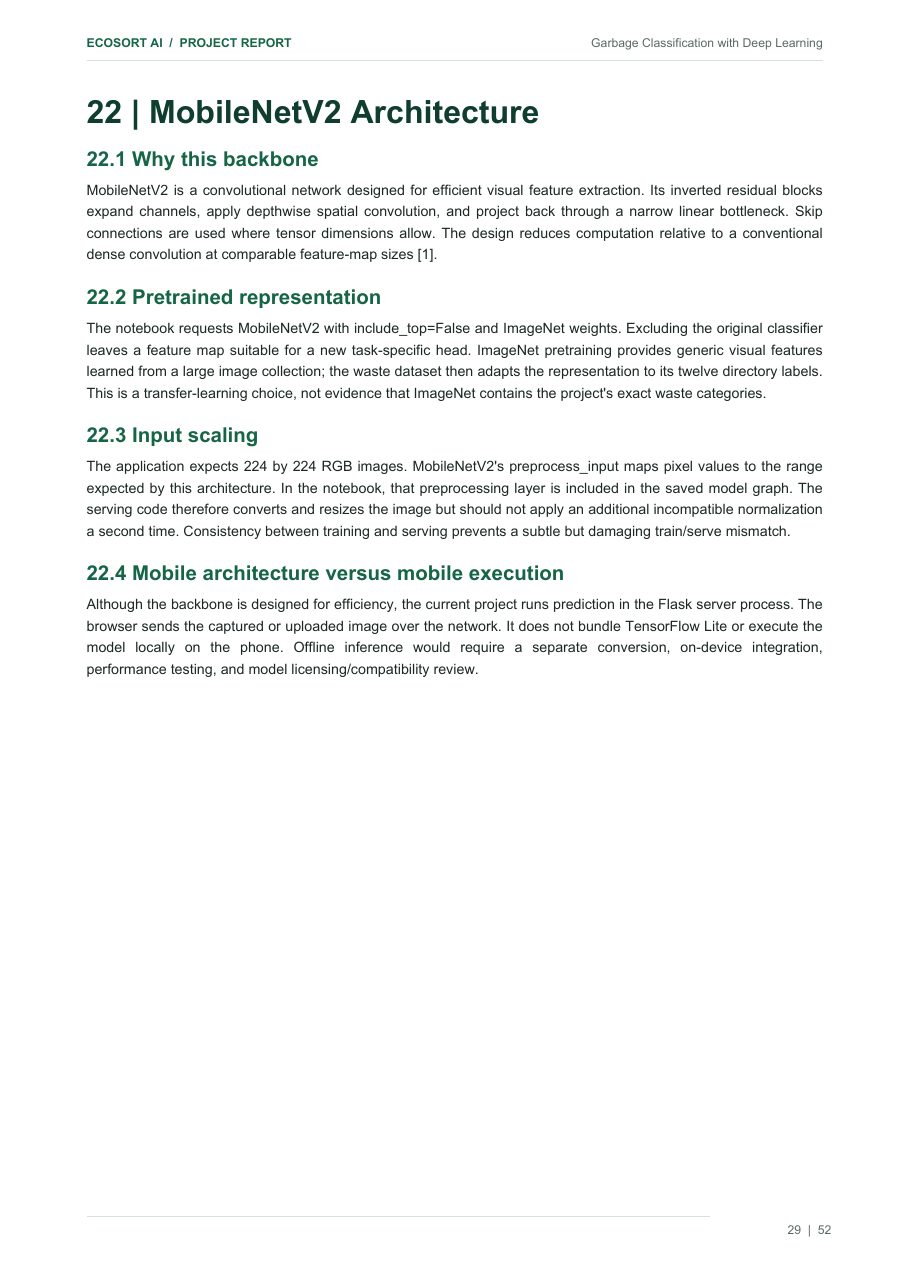 ECOSORT AI / PROJECT REPORT
Garbage Classification with Deep Learning
22 | MobileNetV2 Architecture
22.1 Why this backbone
MobileNetV2 is a convolutional network designed for efficient visual feature extraction. Its inverted residual blocks
expand channels, apply depthwise spatial convolution, and project back through a narrow linear bottleneck. Skip
connections are used where tensor dimensions allow. The design reduces computation relative to a conventional
dense convolution at comparable feature-map sizes [1].
22.2 Pretrained representation
The notebook requests MobileNetV2 with include_top=False and ImageNet weights. Excluding the original classifier
leaves a feature map suitable for a new task-specific head. ImageNet pretraining provides generic visual features
learned from a large image collection; the waste dataset then adapts the representation to its twelve directory labels.
This is a transfer-learning choice, not evidence that ImageNet contains the project's exact waste categories.
22.3 Input scaling
The application expects 224 by 224 RGB images. MobileNetV2's preprocess_input maps pixel values to the range
expected by this architecture. In the notebook, that preprocessing layer is included in the saved model graph. The
serving code therefore converts and resizes the image but should not apply an additional incompatible normalization
a second time. Consistency between training and serving prevents a subtle but damaging train/serve mismatch.
22.4 Mobile architecture versus mobile execution
Although the backbone is designed for efficiency, the current project runs prediction in the Flask server process. The
browser sends the captured or uploaded image over the network. It does not bundle TensorFlow Lite or execute the
model locally on the phone. Offline inference would require a separate conversion, on-device integration,
performance testing, and model licensing/compatibility review.
29 | 52